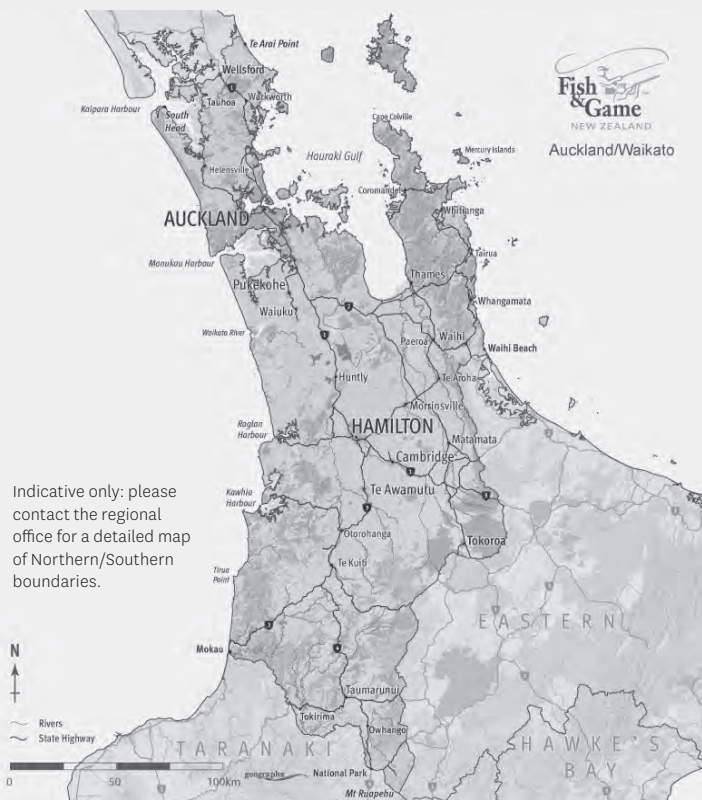 Te Arai Point
Wellsford
Kaipara Harbour
Tauhoa
Warkworth
South
Head
Fish
& Game
NEW ZEALAND
Auckland/Waikato
Cape Colville
Hauraki Gulf
Mercury Islands
Helensville
Coromandel
AUCKLAND
Whitianga
Manukau Harbour
Tairua
Thames
Pukekohe
Whangamata
Waiuku
2
Waikato River
1
Paeroa
Waihi
Waihi Beach
Huntly
Te Aroha
Morrinsville
Raglan
Harbour
HAMILTON
Matamata
Cambridge
1
Te Awamutu
Indicative only: please
contact the regional
office for a detailed map
of Northern/Southern
boundaries.
Kawhia
Harbour
Otorohanga
Tokoroa
Tirua
Point
Te Kuiti
EASTERN
N
Mokau
Taumarunui
Rivers
State Highway
Tokirima
Owhango
TARANAKI
HAWKE'S
BAY
0 50 100km
geographx
National Park
Mt Ruapehu